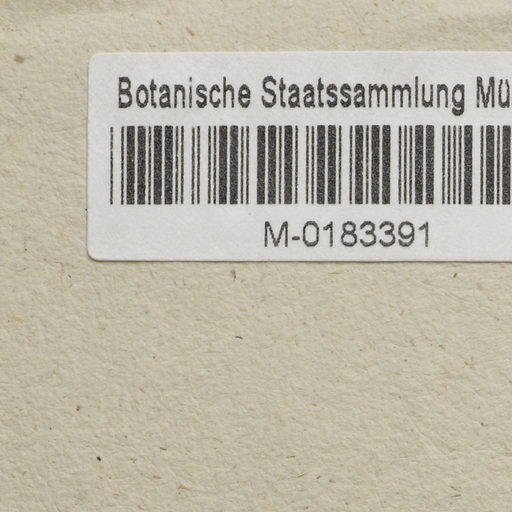 Botanische Staatssammlung Mü
M-0183391